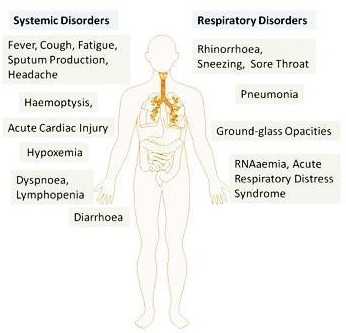 Systemic Disorders
Fever, Cough, Fatigue,
Sputum Production,
Headache
Haemoptysis,
Acute Cardiac Injury
Hypoxemia
Dyspnoea,
Lymphopenia
Diarrhoea
Respiratory Disorders
Rhinorrhoea,
Sneezing, Sore Throat
Pneumonia
Ground-glass Opacities
RNAaemia, Acute
Respiratory Distress
Syndrome